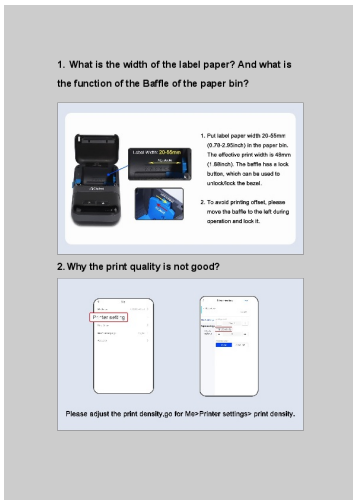 1. What is the width of the label paper? And what is
the function of the Baffle of the paper bin?
Label Width: 20-55mm
1. Put label paper width 20-55mm
(0.78-2.95inch) in the paper bin.
The effective print width is 48mm
(1.88inch). The baffle has a lock
button, which can be used to
unlock/lock the bezel.
2. To avoid printing offset, please
move the baffle to the left during
operation and lock it.
2. Why the print quality is not good?
Printer setting
Please adjust the print density,go for Me>Printer settings> print density.